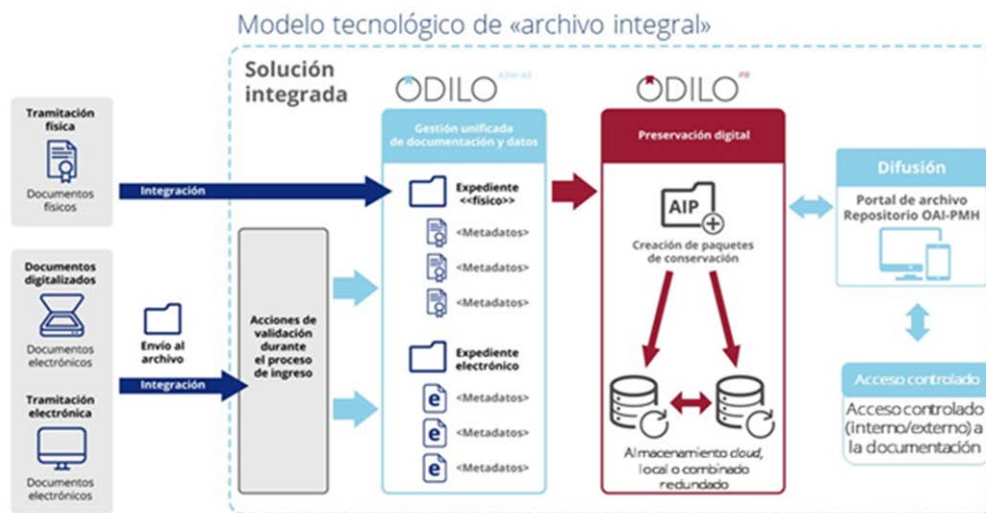 Modelo tecnológico de «archivo integral»
Solución
integrada
ODILO
ODILO
PR
Tramitación
física
Documentos
físicos
Integración
Documentos
digitalizados
Documentos
electrónicos
Tramitación
electrónica
Documentos
electrónicos
Envío al
archivo
Integración
Acciones de
validación
durante
el proceso
de ingreso
Gestión unificada
de documentación y datos
Expediente
<<físico>>
<Metadatos>
<Metadatos>
<Metadatos>
Expediente
electrónico
e <Metadatos>
e <Metadatos>
e <Metadatos>
Preservación digital
AIP
Creación de paquetes
de conservación
Almacenamiento cloud,
local o combinado
redundado
Difusión
Portal de archivo
Repositorio OAI-PMH
Acceso controlado
Acceso controlado
(interno/externo) a
la documentación